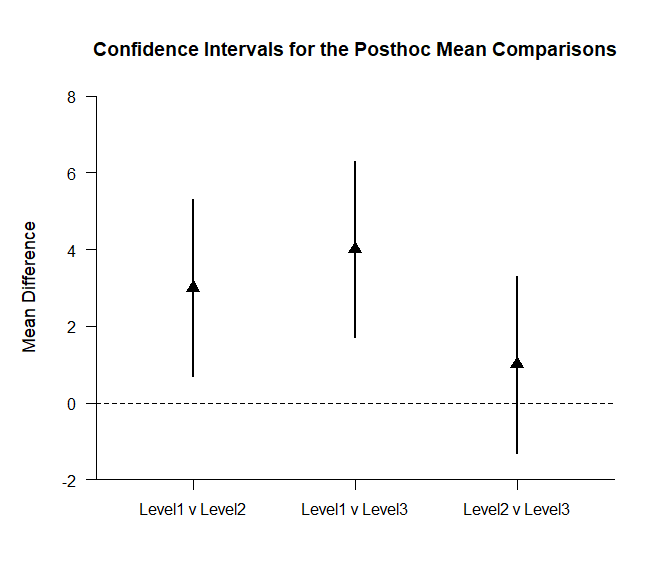 Confidence Intervals for the Posthoc Mean Comparisons
8
6
4
2
0
-2
Mean Difference
Level1 v Level2
Level1 v Level3
Level2 v Level3